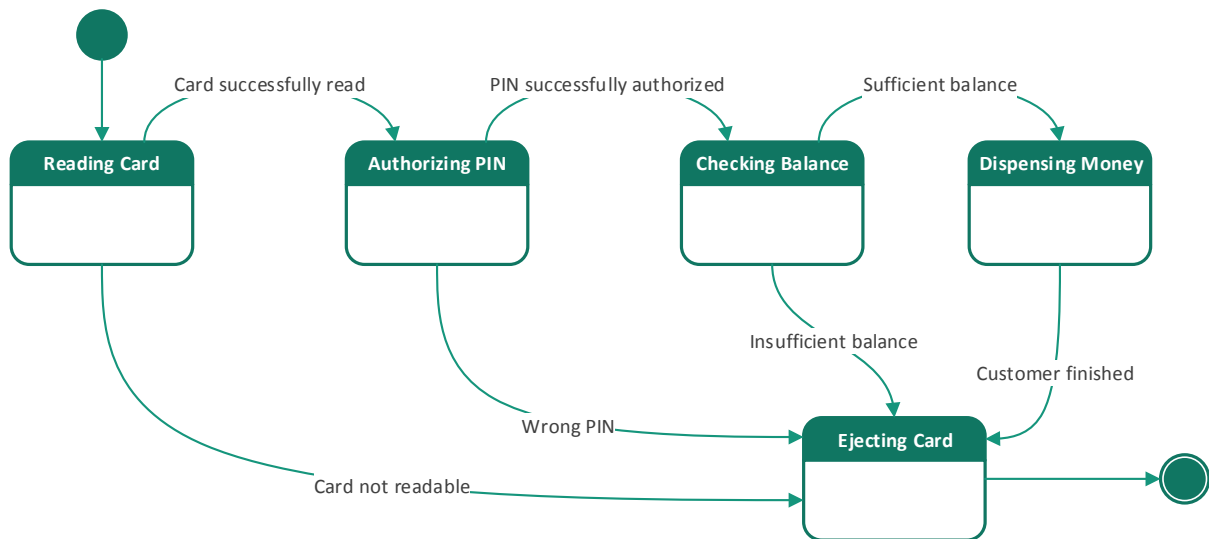 Card successfully read
PIN successfully authorized
Sufficient balance
Reading Card
Authorizing PIN
Checking Balance
Dispensing Money
Insufficient balance
Customer finished
Wrong PIN
Ejecting Card
Card not readable